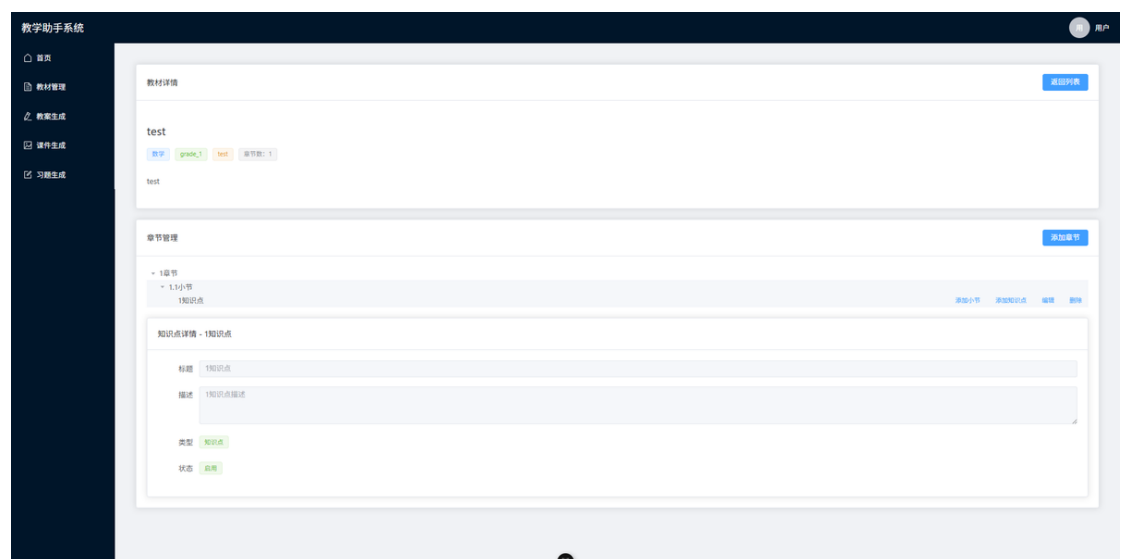 教学助手系统
用 用户
首页
教材管理
教案生成
课件生成
习题生成
教材详情 返回列表
test
数学 grade_1 test 章节数: 1
test
章节管理 添加章节
1章节
1.1小节
1知识点 添加小节 添加知识点 编辑 删除
知识点详情 - 1知识点
标题 1知识点
描述 1知识点描述
类型 知识点
状态 启用